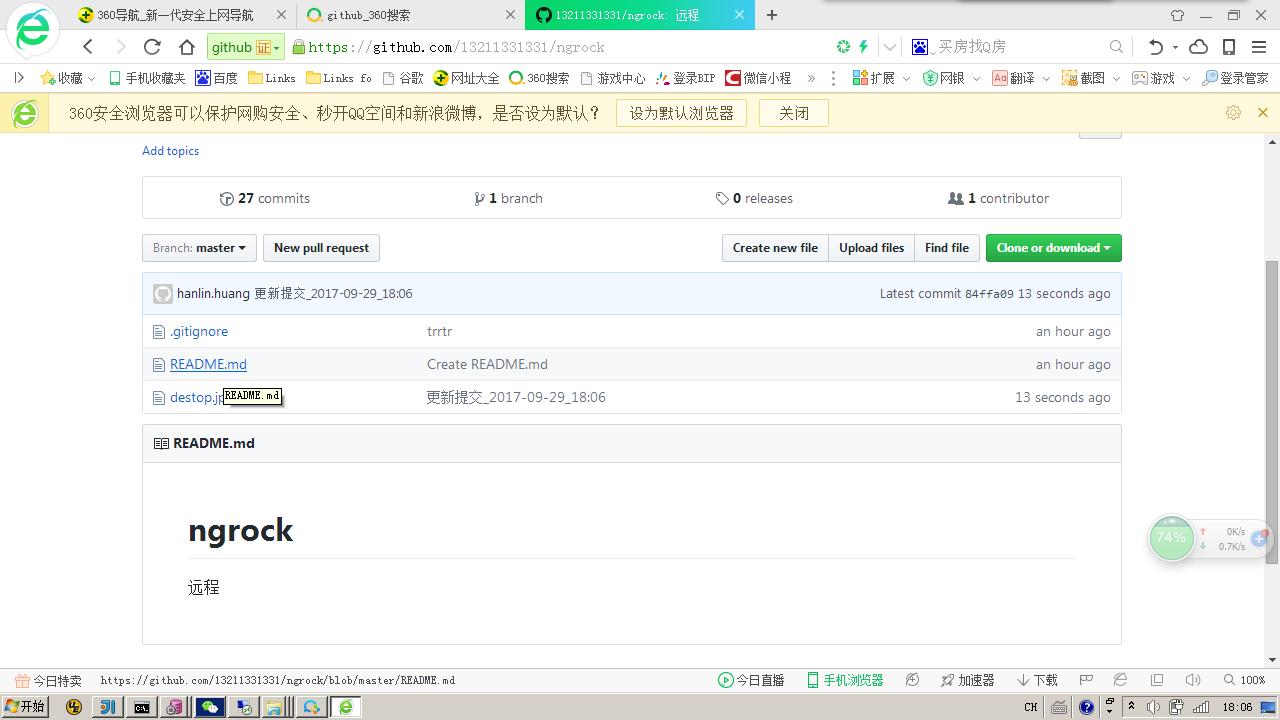 360导航_新一代安全上网导航
github_360搜索
13211331331/ngrock: 远程
github 证
https://github.com/13211331331/ngrock
买房找Q房
收藏 手机收藏夹 百度 Links Links fo 谷歌 网址大全 360搜索 游戏中心 登录BIP 微信小程 扩展 网银 翻译 截图 游戏 登录管家
360安全浏览器可以保护网购安全、秒开QQ空间和新浪微博，是否设为默认？ 设为默认浏览器 关闭
Add topics
27 commits 1 branch 0 releases 1 contributor
Branch: master New pull request Create new file Upload files Find file Clone or download
hanlin.huang 更新提交_2017-09-29_18:06 Latest commit 84ffa09 13 seconds ago
.gitignore trrtr an hour ago
README.md Create README.md an hour ago
destop.jp 更新提交_2017-09-29_18:06 13 seconds ago
README.md
README.md
ngrock
远程
74% 0K/s
0.7K/s
今日特卖 https://github.com/13211331331/ngrock/blob/master/README.md 今日直播 手机浏览器 加速器 下载 100%
开始 CH 18:06